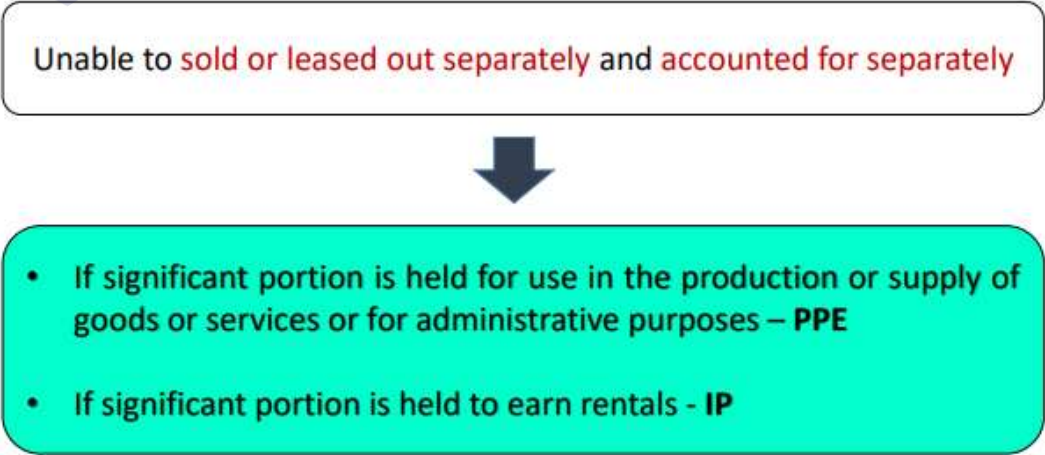 Unable to sold or leased out separately and accounted for separately
• If significant portion is held for use in the production or supply of
goods or services or for administrative purposes – PPE
• If significant portion is held to earn rentals - IP